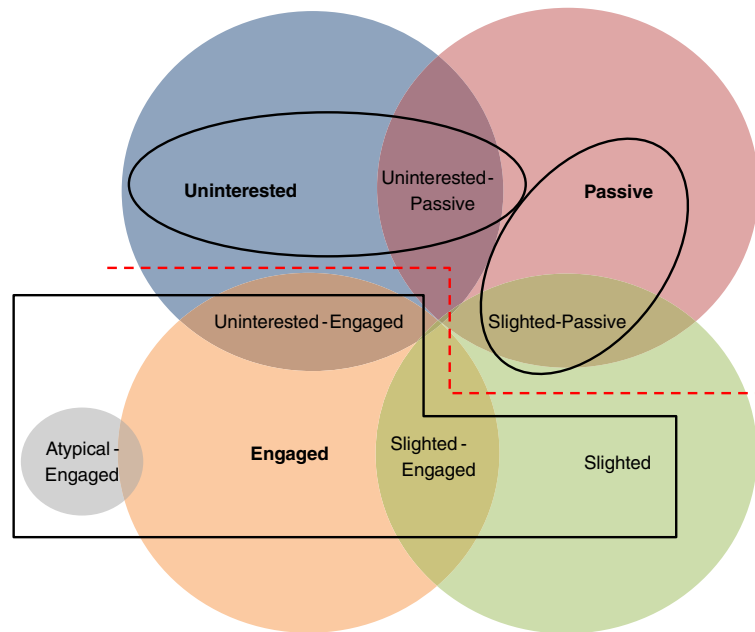 Uninterested
Uninterested-
Passive
Passive
Uninterested-Engaged
Slighted-Passive
Atypical-
Engaged
Engaged
Slighted-
Engaged
Slighted